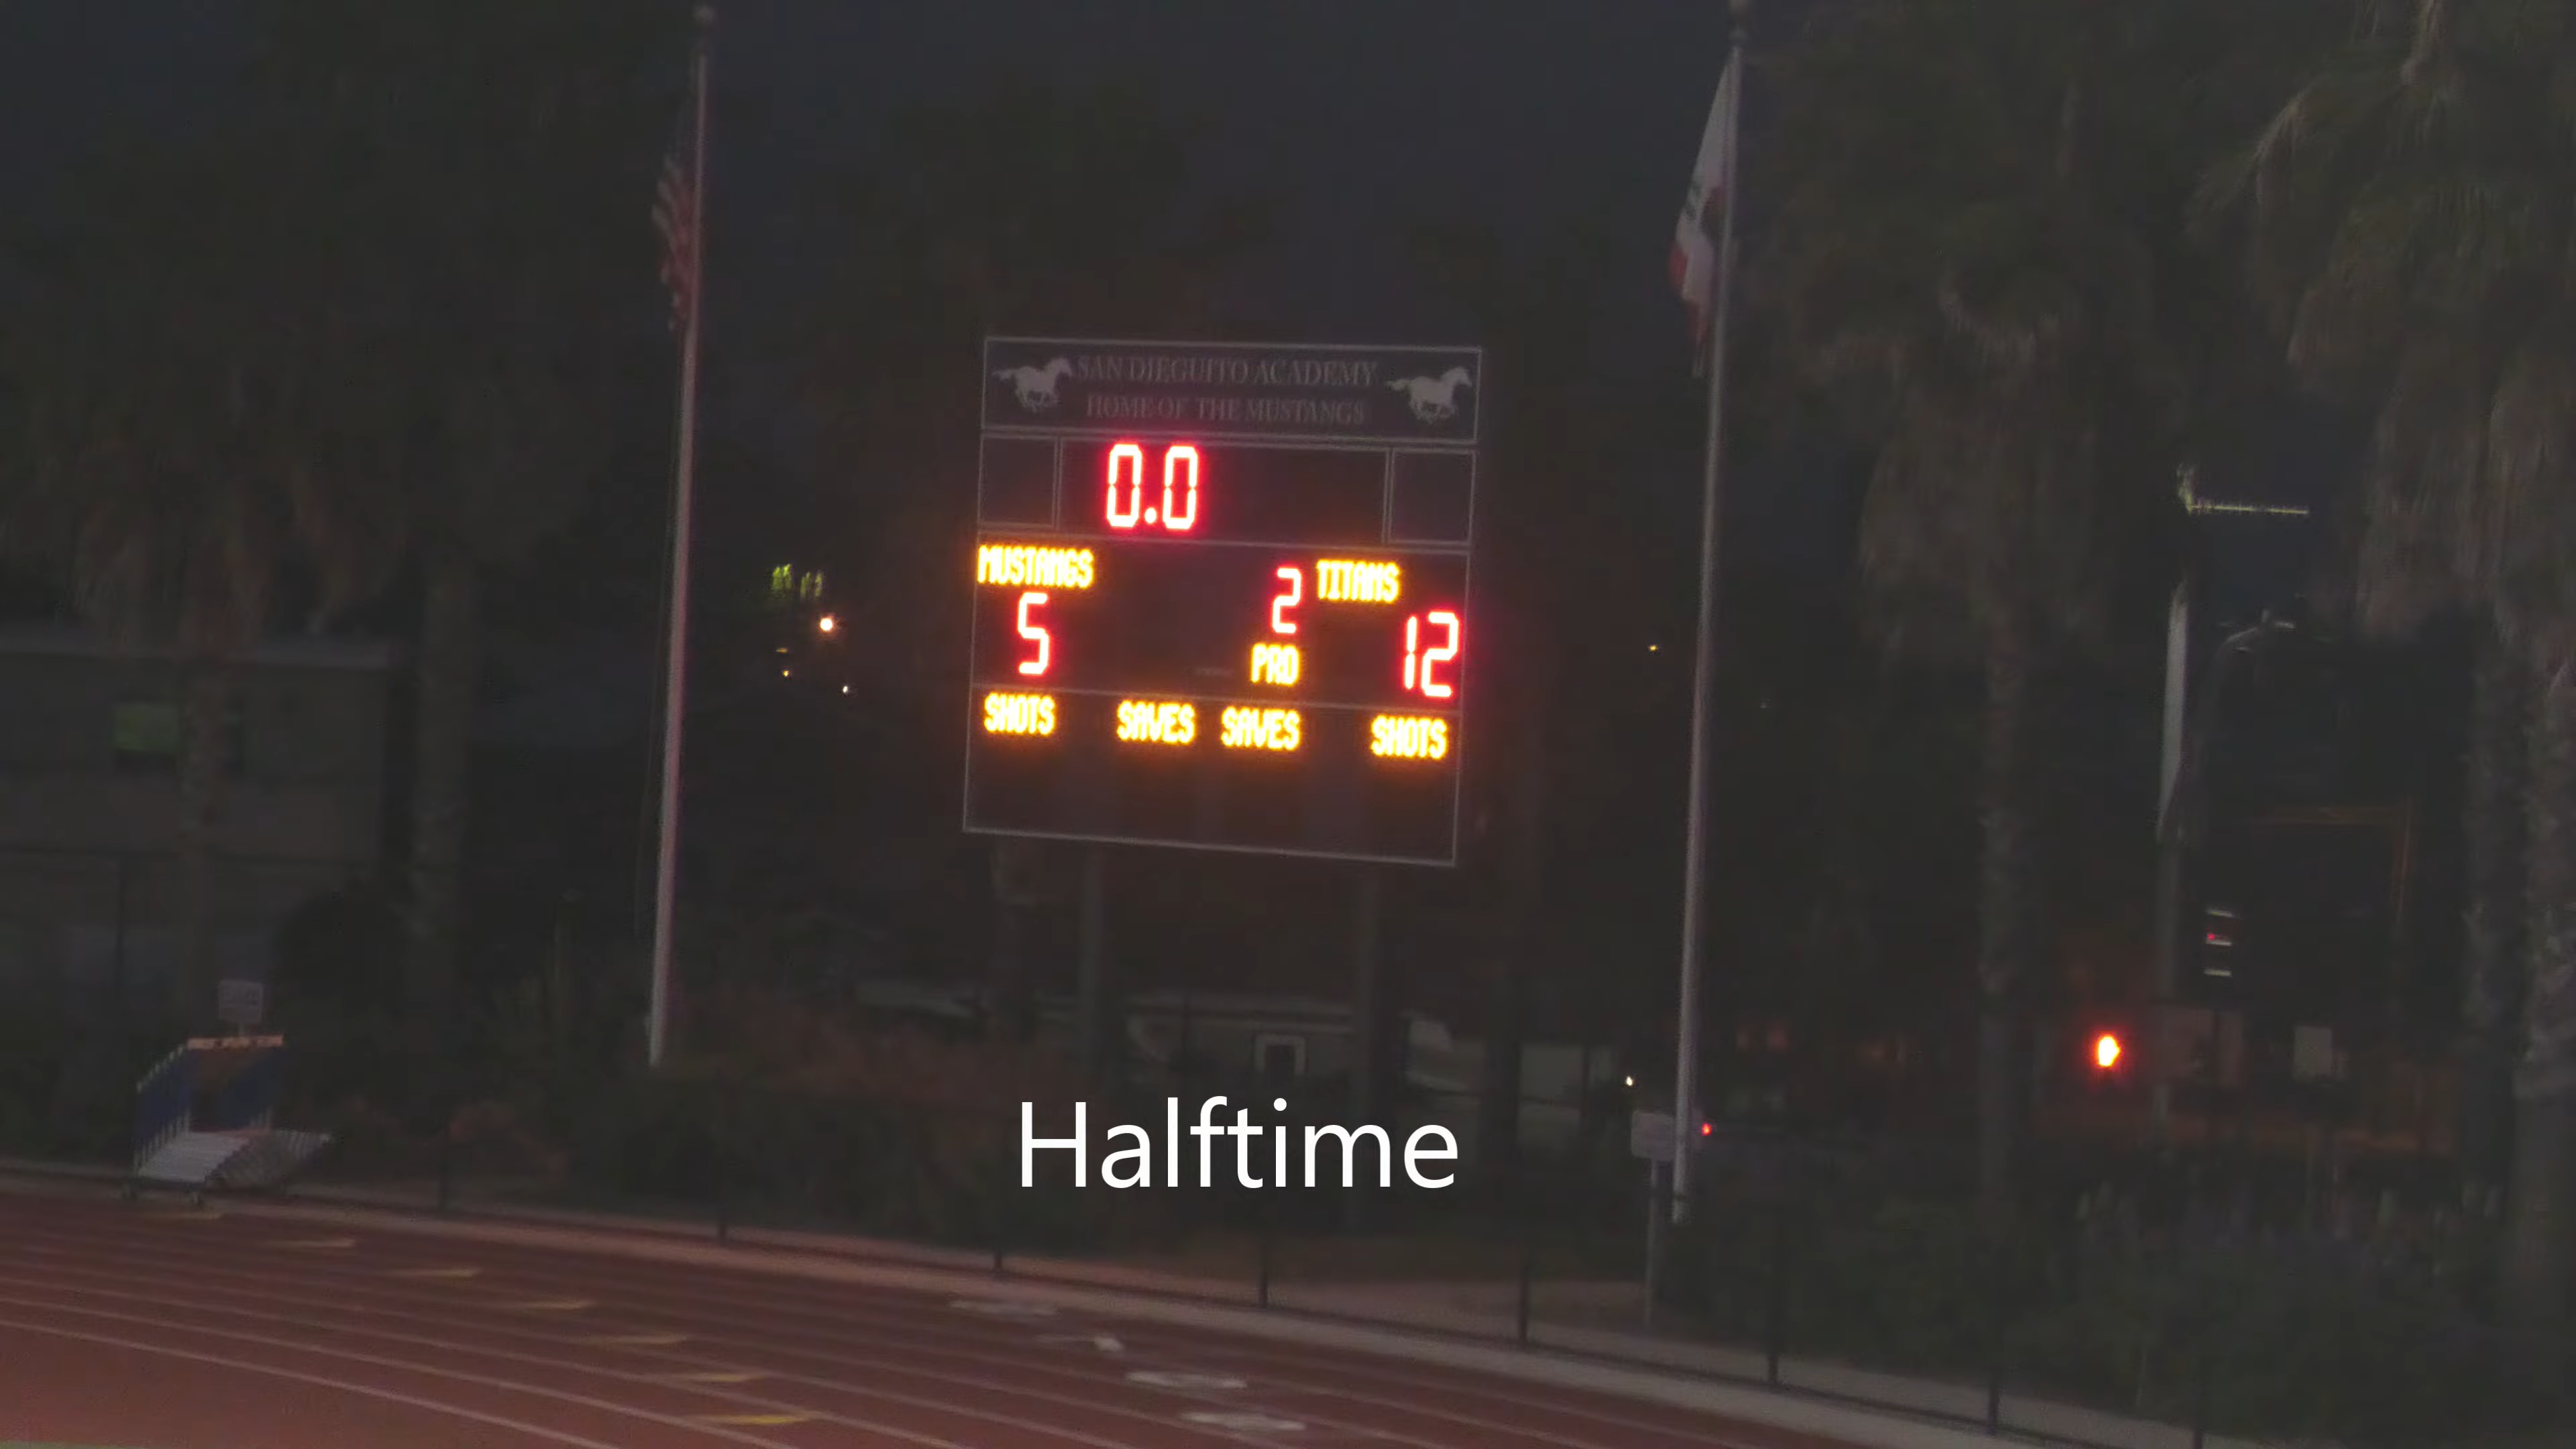 SAN DIEGUITO ACADEMY
HOME OF THE MUSTANGS
0.0
MUSTANGS 2 TITANS
5 PRD 12
SHOTS SAVES SAVES SHOTS
Halftime